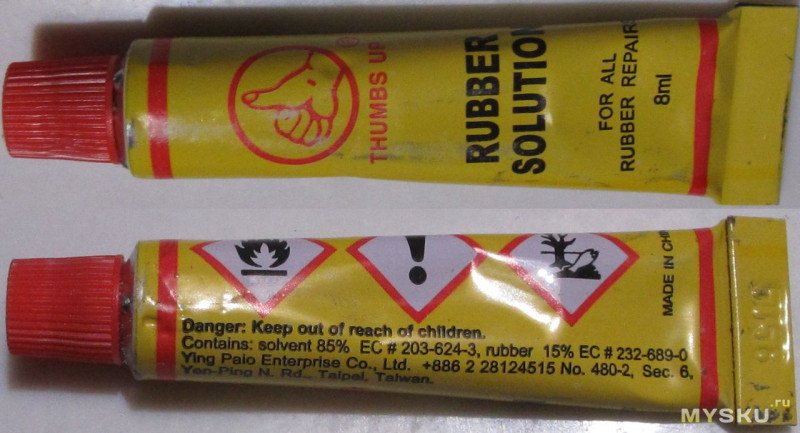 THUMBS UP ®
RUBBER
SOLUTION
FOR ALL
RUBBER REPAIR
8ml
Danger: Keep out of reach of children.
Contains: solvent 85% EC # 203-624-3, rubber 15% EC # 232-689-0
Ying Paio Enterprise Co., Ltd. +886 2 28124515 No. 480-2, Sec. 6,
Yen-Ping N. Rd., Taipei, Taiwan.
MADE IN CHI
MYSKU.ru